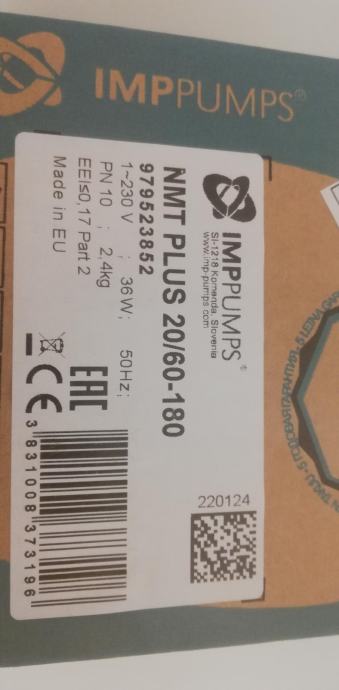 IMPPUMPS®
IMPPUMPS®
SI-1218 Komenda, Slovenia
www.imp-pumps.com
NMT PLUS 20/60-180
979523852
1~230 V ; 36W; 50Hz;
PN 10 ; 2,4kg
EEI≤0,17 Part 2
Made in EU
EAC
CE
3 831008 373196
220124